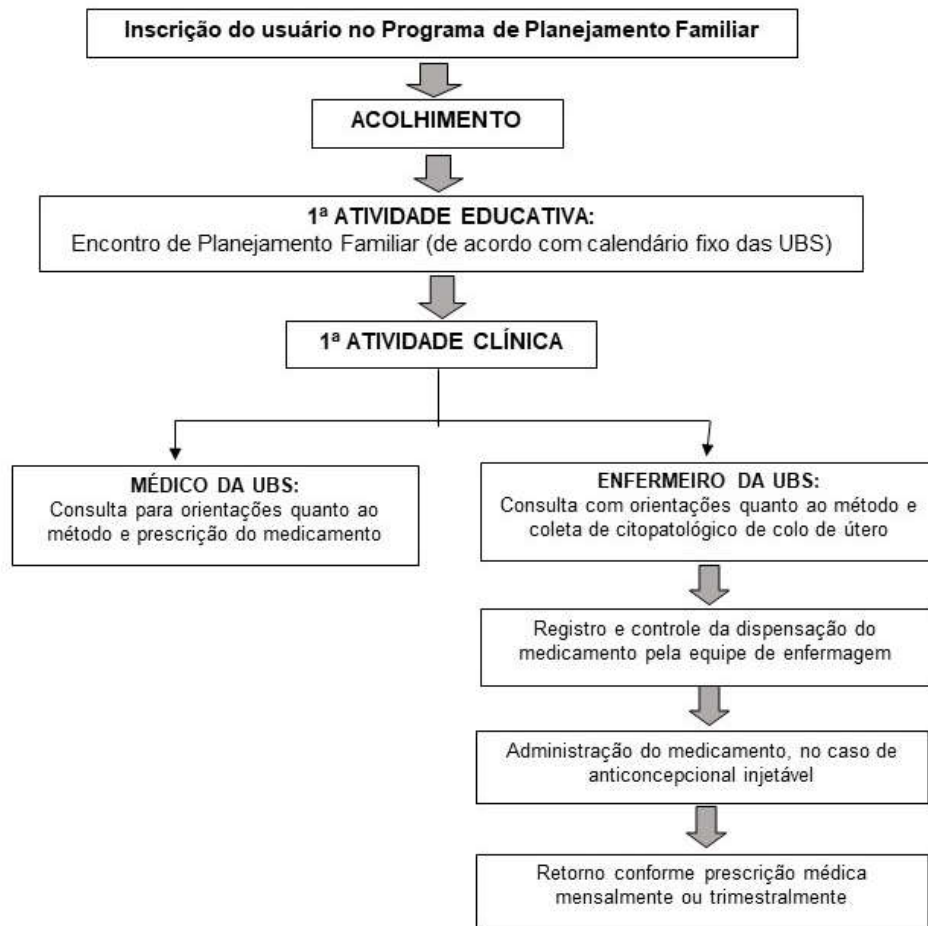 Inscrição do usuário no Programa de Planejamento Familiar
ACOLHIMENTO
1ª ATIVIDADE EDUCATIVA:
Encontro de Planejamento Familiar (de acordo com calendário fixo das UBS)
1ª ATIVIDADE CLÍNICA
MÉDICO DA UBS:
Consulta para orientações quanto ao
método e prescrição do medicamento
ENFERMEIRO DA UBS:
Consulta com orientações quanto ao método e
coleta de citopatológico de colo de útero
Registro e controle da dispensação do
medicamento pela equipe de enfermagem
Administração do medicamento, no caso de
anticoncepcional injetável
Retorno conforme prescrição médica
mensalmente ou trimestralmente